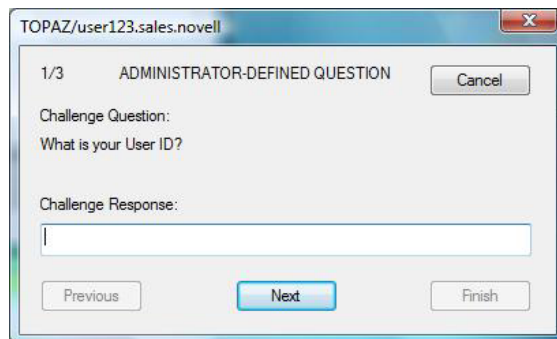 TOPAZ/user123.sales.novell
1/3 ADMINISTRATOR-DEFINED QUESTION
Cancel
Challenge Question:
What is your User ID?
Challenge Response:
Previous Next Finish